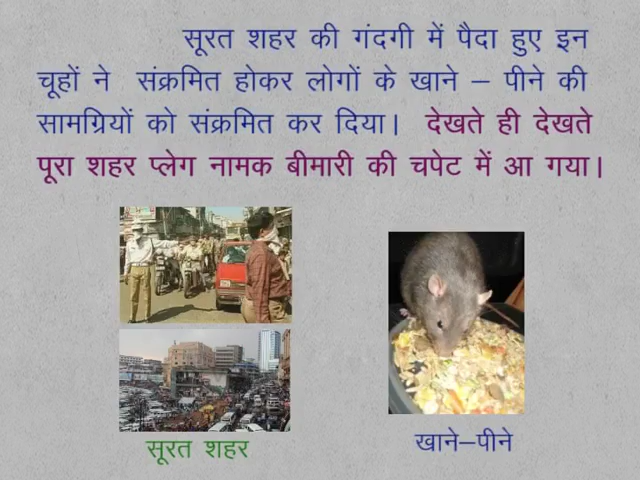 सूरत शहर की गंदगी में पैदा हुए इन
चूहों ने संक्रमित होकर लोगों के खाने – पीने की
सामग्रियों को संक्रमित कर दिया। देखते ही देखते
पूरा शहर प्लेग नामक बीमारी की चपेट में आ गया।
सूरत शहर
खाने–पीने